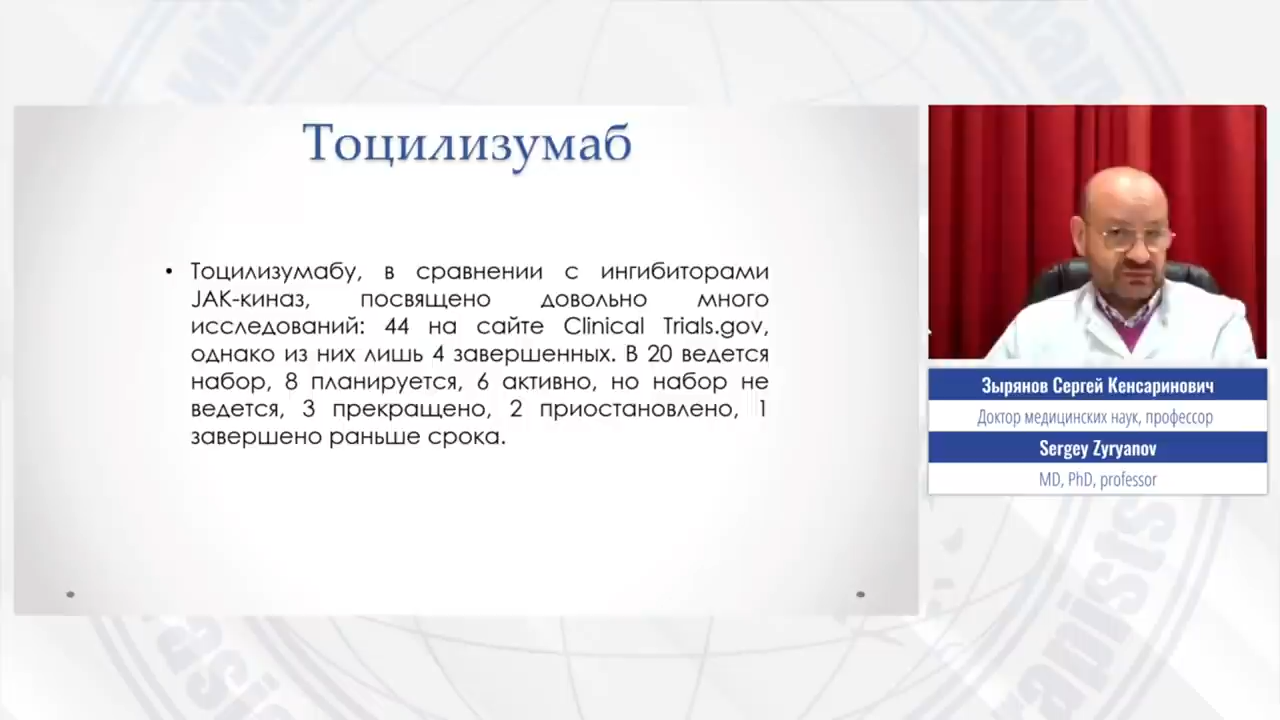 Тоцилизумаб
• Тоцилизумабу, в сравнении с ингибиторами
JAK-киназ, посвящено довольно много
исследований: 44 на сайте Clinical Trials.gov,
однако из них лишь 4 завершенных. В 20 ведется
набор, 8 планируется, 6 активно, но набор не
ведется, 3 прекращено, 2 приостановлено, 1
завершено раньше срока.
Зырянов Сергей Кенсаринович
Доктор медицинских наук, профессор
Sergey Zyryanov
MD, PhD, professor